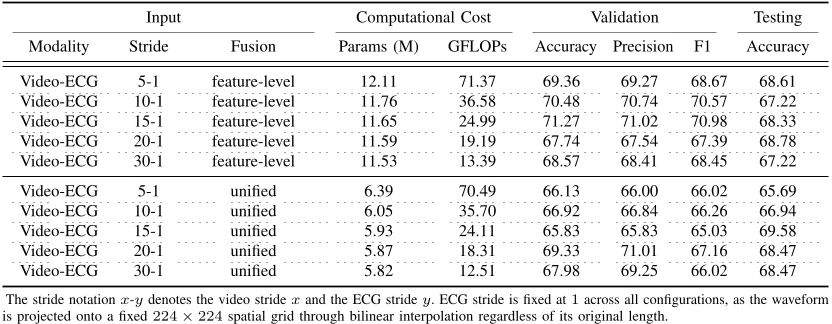 Input Computational Cost Validation Testing
Modality Stride Fusion Params (M) GFLOPs Accuracy Precision F1 Accuracy
Video-ECG 5-1 feature-level 12.11 71.37 69.36 69.27 68.67 68.61
Video-ECG 10-1 feature-level 11.76 36.58 70.48 70.74 70.57 67.22
Video-ECG 15-1 feature-level 11.65 24.99 71.27 71.02 70.98 68.33
Video-ECG 20-1 feature-level 11.59 19.19 67.74 67.54 67.39 68.78
Video-ECG 30-1 feature-level 11.53 13.39 68.57 68.41 68.45 67.22
Video-ECG 5-1 unified 6.39 70.49 66.13 66.00 66.02 65.69
Video-ECG 10-1 unified 6.05 35.70 66.92 66.84 66.26 66.94
Video-ECG 15-1 unified 5.93 24.11 65.83 65.83 65.03 69.58
Video-ECG 20-1 unified 5.87 18.31 69.33 71.01 67.16 68.47
Video-ECG 30-1 unified 5.82 12.51 67.98 69.25 66.02 68.47
The stride notation x-y denotes the video stride x and the ECG stride y. ECG stride is fixed at 1 across all configurations, as the waveform
is projected onto a fixed 224 × 224 spatial grid through bilinear interpolation regardless of its original length.